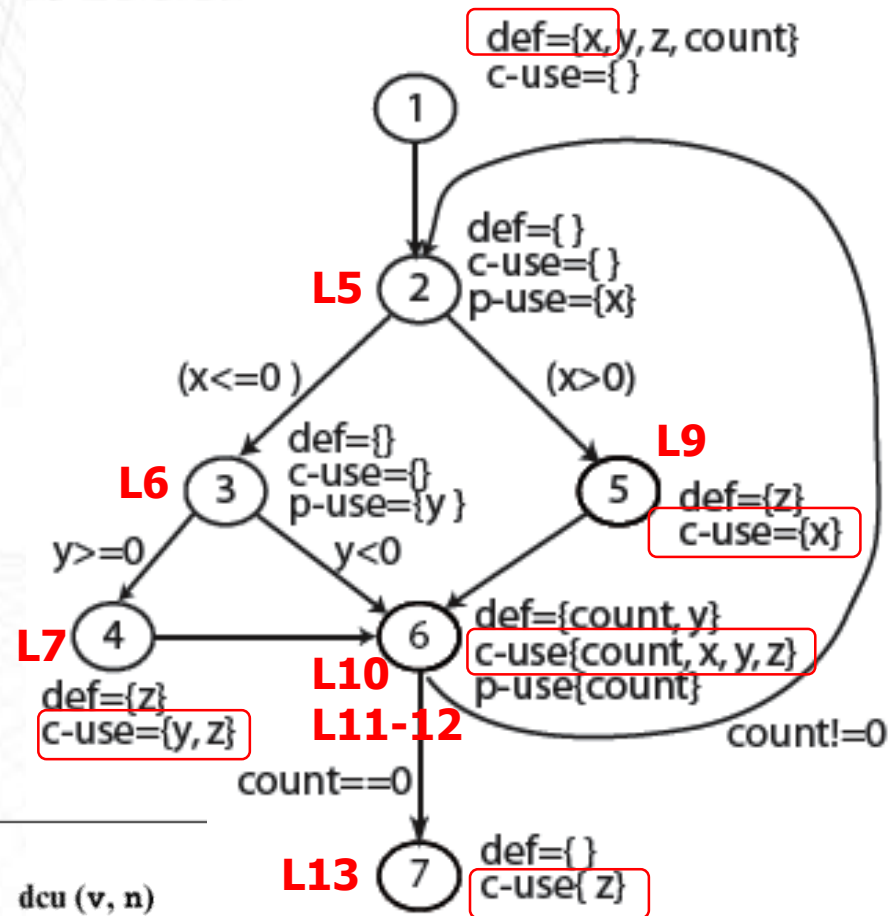 def={x,y, z, count}
c-use={ }
1
def={ }
c-use={ }
p-use={x}
L5
2
(x<=0 )
(x>0)
L9
def={}
c-use={}
p-use={y }
L6
3
5
def={z}
c-use={x}
y>=0
y<0
L7
4
6
def={count, y}
c-use{count, x, y, z}
p-use{count}
L10
L11-12
def={z}
c-use={y, z}
count!=0
count==0
L13
7
def={ }
c-use{ z}
dcu (v, n)